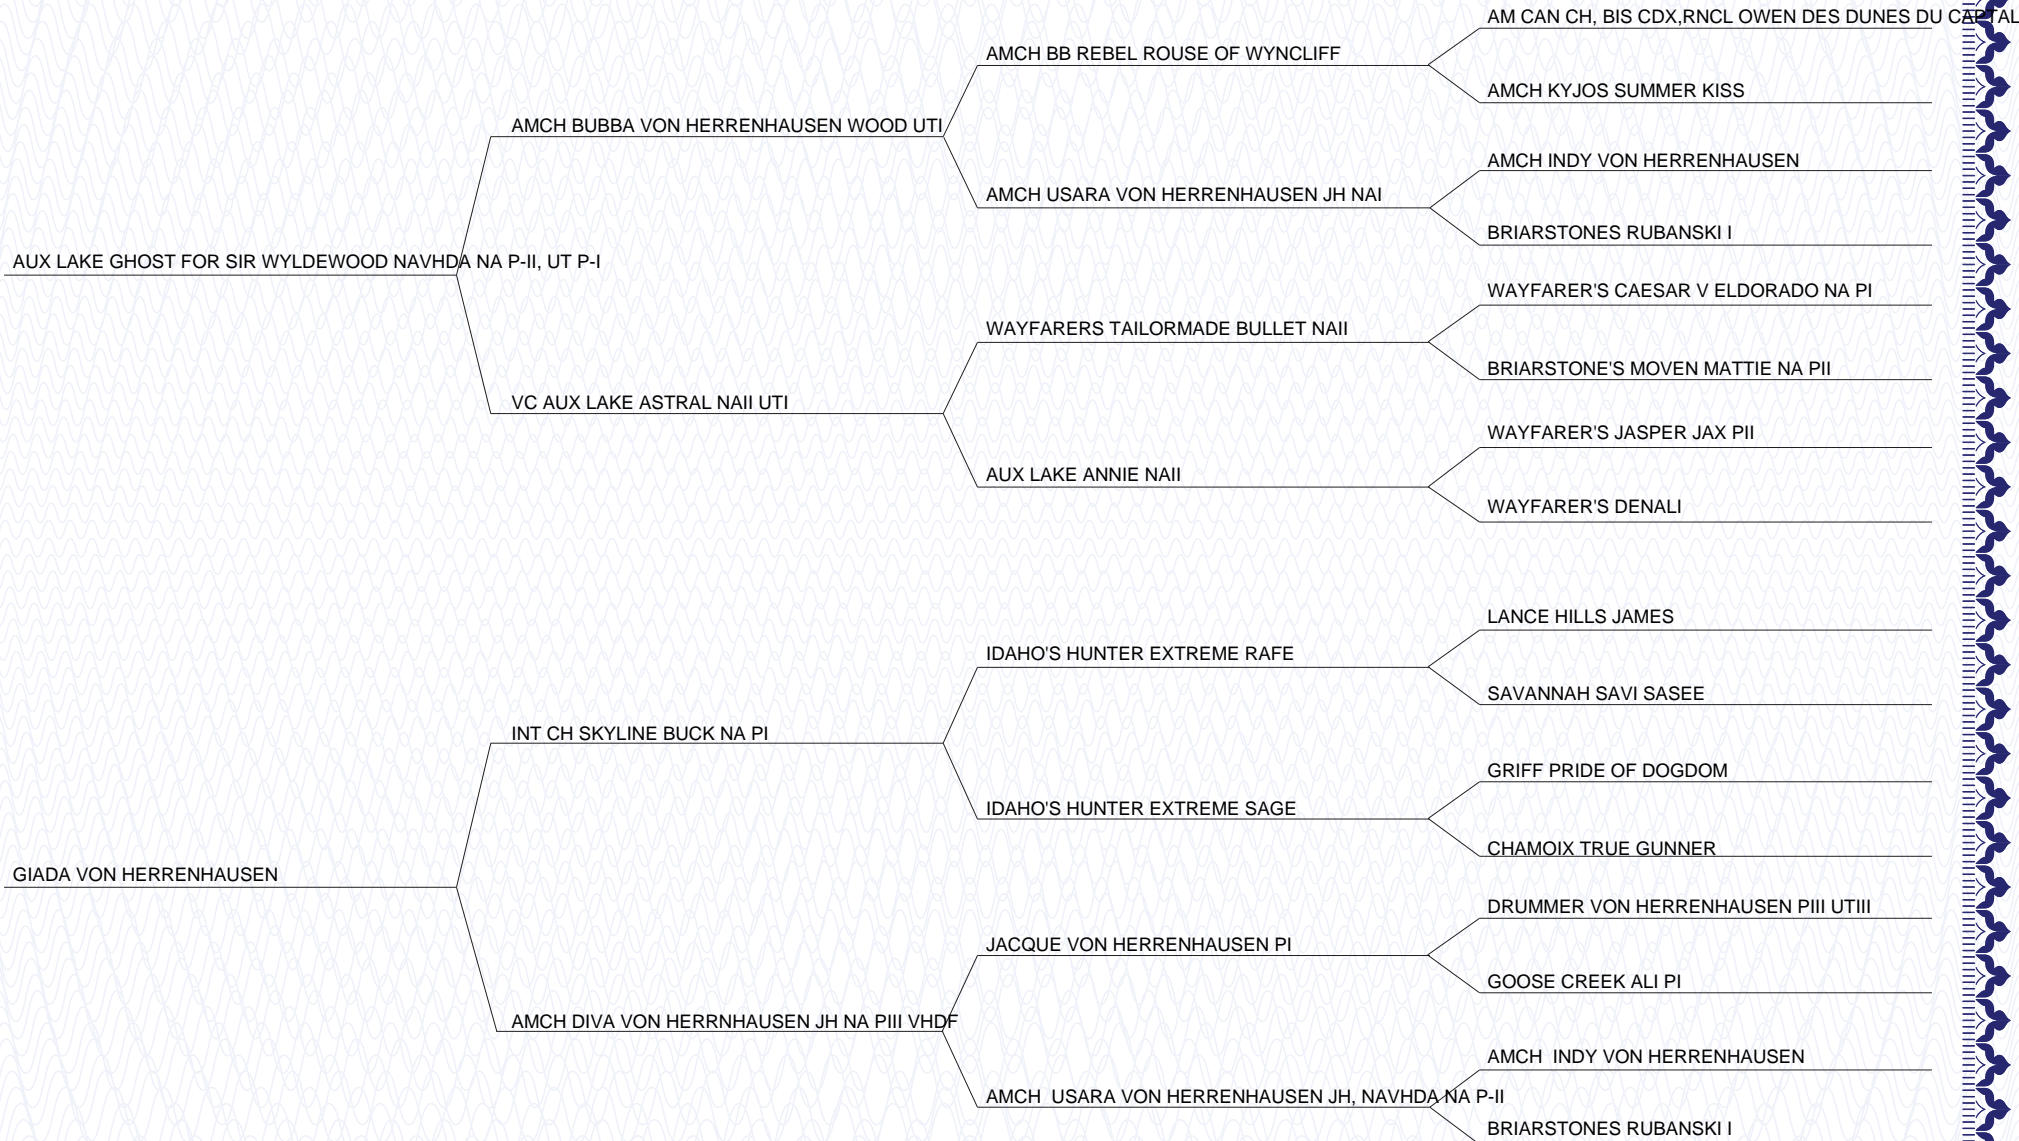 AM CAN CH, BIS CDX,RNCL OWEN DES DUNES DU CAPTAL
AMCH BB REBEL ROUSE OF WYNCLIFF
AMCH KYJOS SUMMER KISS
AMCH BUBBA VON HERRENHAUSEN WOOD UTI
AMCH INDY VON HERRENHAUSEN
AMCH USARA VON HERRENHAUSEN JH NAI
BRIARSTONES RUBANSKI I
AUX LAKE GHOST FOR SIR WYLDEWOOD NAVHDA NA P-II, UT P-I
WAYFARER'S CAESAR V ELDORADO NA PI
WAYFARERS TAILORMADE BULLET NAII
BRIARSTONE'S MOVEN MATTIE NA PII
VC AUX LAKE ASTRAL NAII UTI
WAYFARER'S JASPER JAX PII
AUX LAKE ANNIE NAII
WAYFARER'S DENALI
LANCE HILLS JAMES
IDAHO'S HUNTER EXTREME RAFE
SAVANNAH SAVI SASEE
INT CH SKYLINE BUCK NA PI
GRIFF PRIDE OF DOGDOM
IDAHO'S HUNTER EXTREME SAGE
CHAMOIX TRUE GUNNER
GIADA VON HERRENHAUSEN
DRUMMER VON HERRENHAUSEN PIII UTIII
JACQUE VON HERRENHAUSEN PI
GOOSE CREEK ALI PI
AMCH DIVA VON HERRNHAUSEN JH NA PIII VHDF
AMCH  INDY VON HERRENHAUSEN
AMCH  USARA VON HERRENHAUSEN JH, NAVHDA NA P-II
BRIARSTONES RUBANSKI I